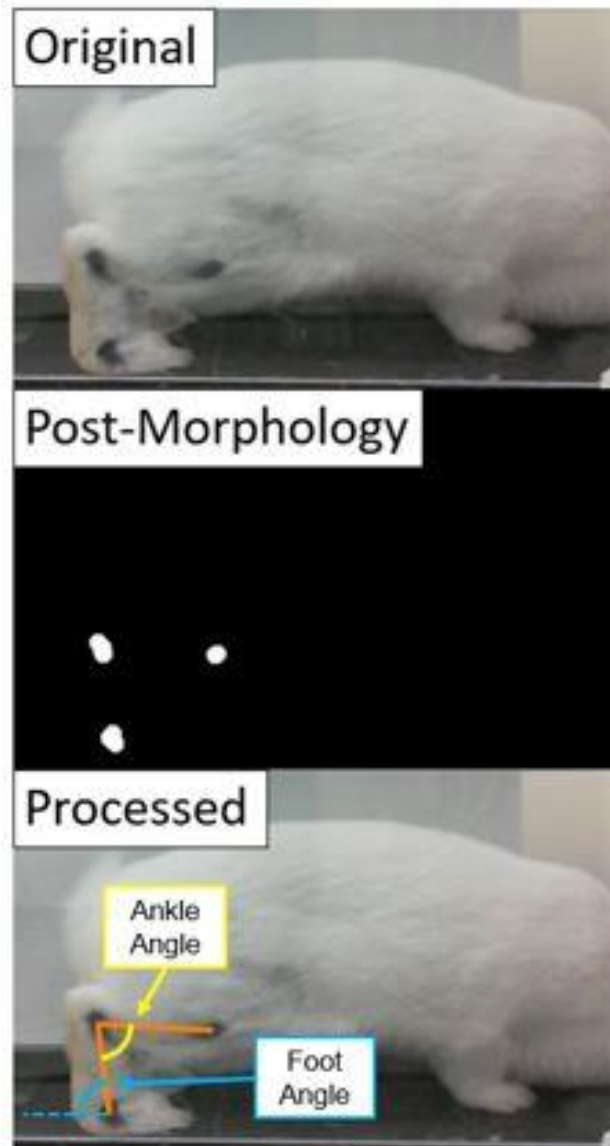 Original
Post-Morphology
Processed
Ankle
Angle
Foot
Angle